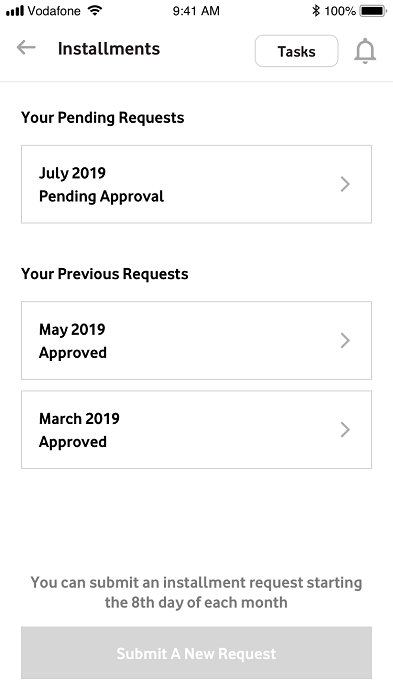 Vodafone 9:41 AM 100%
Installments Tasks
Your Pending Requests
July 2019
Pending Approval
Your Previous Requests
May 2019
Approved
March 2019
Approved
You can submit an installment request starting
the 8th day of each month
Submit A New Request